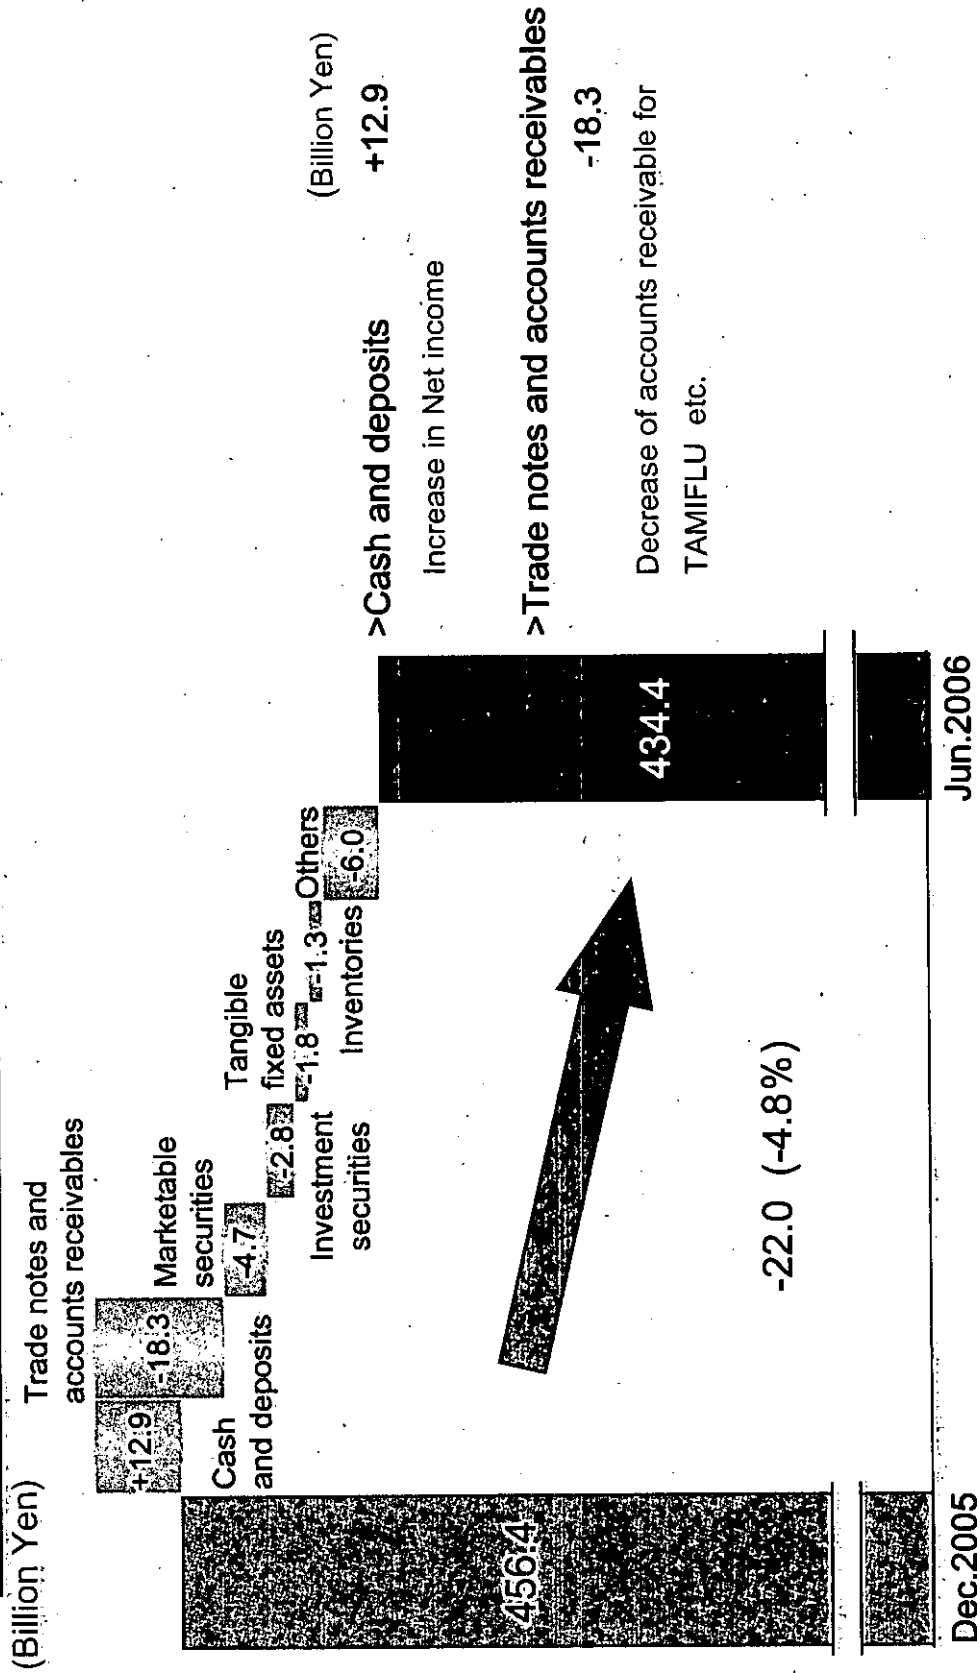 (Billion Yen)
Trade notes and
accounts receivables
+12.9
-18.3
Marketable
securities
Cash
and deposits
-4.7
Tangible
fixed assets
-2.8
Investment
securities
-1.8
-1.3
Others
Inventories
-6.0
456.4
434.4
-22.0 (-4.8%)
Dec.2005
Jun.2006
(Billion Yen)
>Cash and deposits +12.9
Increase in Net income
>Trade notes and accounts receivables
-18.3
Decrease of accounts receivable for
TAMIFLU etc.